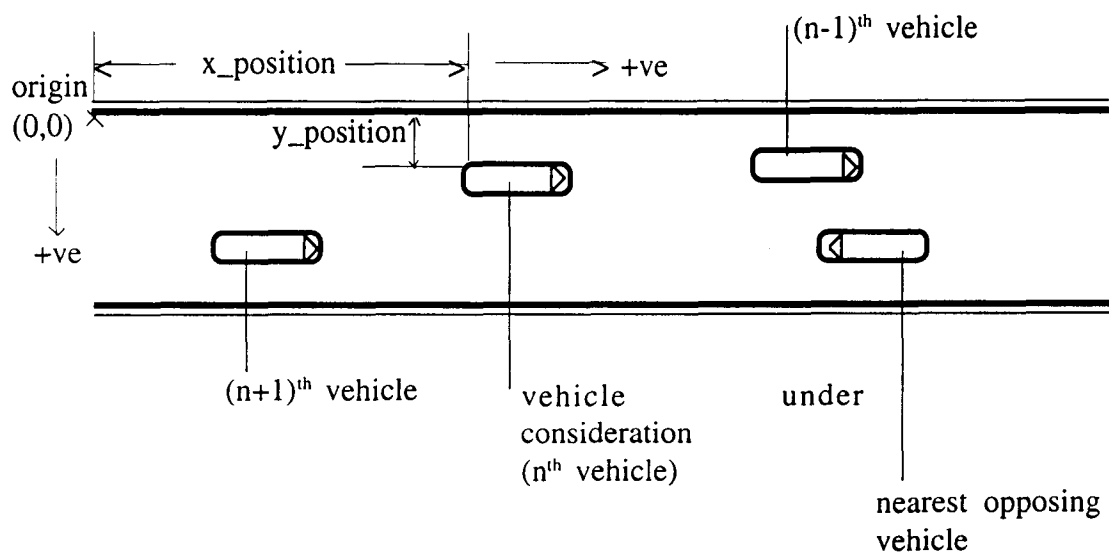 (n-1)th vehicle
x_position
+ve
origin
(0,0)
y_position
+ve
(n+1)th vehicle
vehicle under
consideration
(nth vehicle)
nearest opposing
vehicle